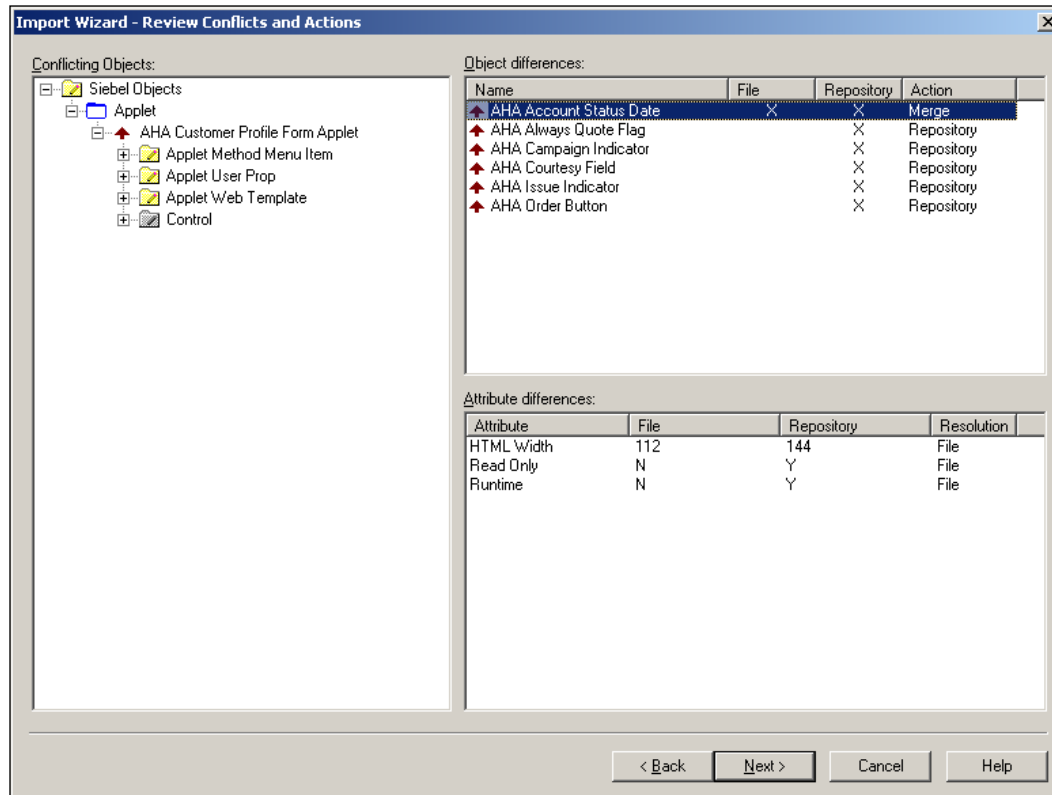 Import Wizard - Review Conflicts and Actions
Conflicting Objects:
Siebel Objects
Applet
AHA Customer Profile Form Applet
Applet Method Menu Item
Applet User Prop
Applet Web Template
Control
Object differences:
Name File Repository Action
AHA Account Status Date X X Merge
AHA Always Quote Flag X Repository
AHA Campaign Indicator X Repository
AHA Courtesy Field X Repository
AHA Issue Indicator X Repository
AHA Order Button X Repository
Attribute differences:
Attribute File Repository Resolution
HTML Width 112 144 File
Read Only N Y File
Runtime N Y File
< Back Next > Cancel Help